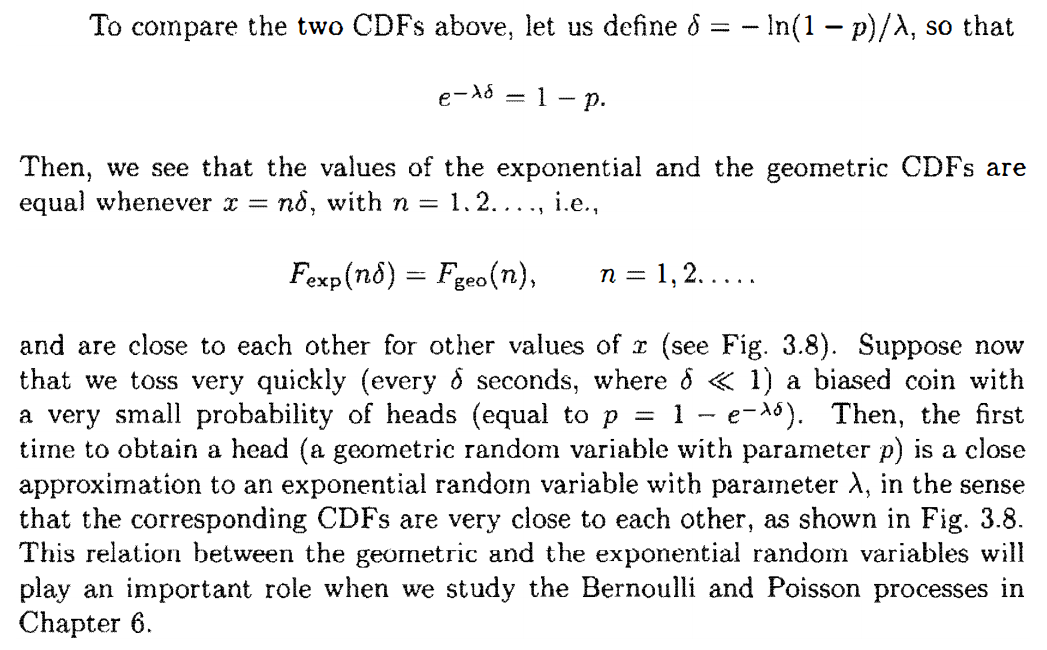 To compare the two CDFs above, let us define δ = − ln(1 − p)/λ, so that
e^{−λδ} = 1 − p.
Then, we see that the values of the exponential and the geometric CDFs are
equal whenever x = nδ, with n = 1. 2. . . ., i.e.,
F_{exp}(nδ) = F_{geo}(n), n = 1, 2. . . . .
and are close to each other for other values of x (see Fig. 3.8). Suppose now
that we toss very quickly (every δ seconds, where δ ≪ 1) a biased coin with
a very small probability of heads (equal to p = 1 − e^{−λδ}). Then, the first
time to obtain a head (a geometric random variable with parameter p) is a close
approximation to an exponential random variable with parameter λ, in the sense
that the corresponding CDFs are very close to each other, as shown in Fig. 3.8.
This relation between the geometric and the exponential random variables will
play an important role when we study the Bernoulli and Poisson processes in
Chapter 6.